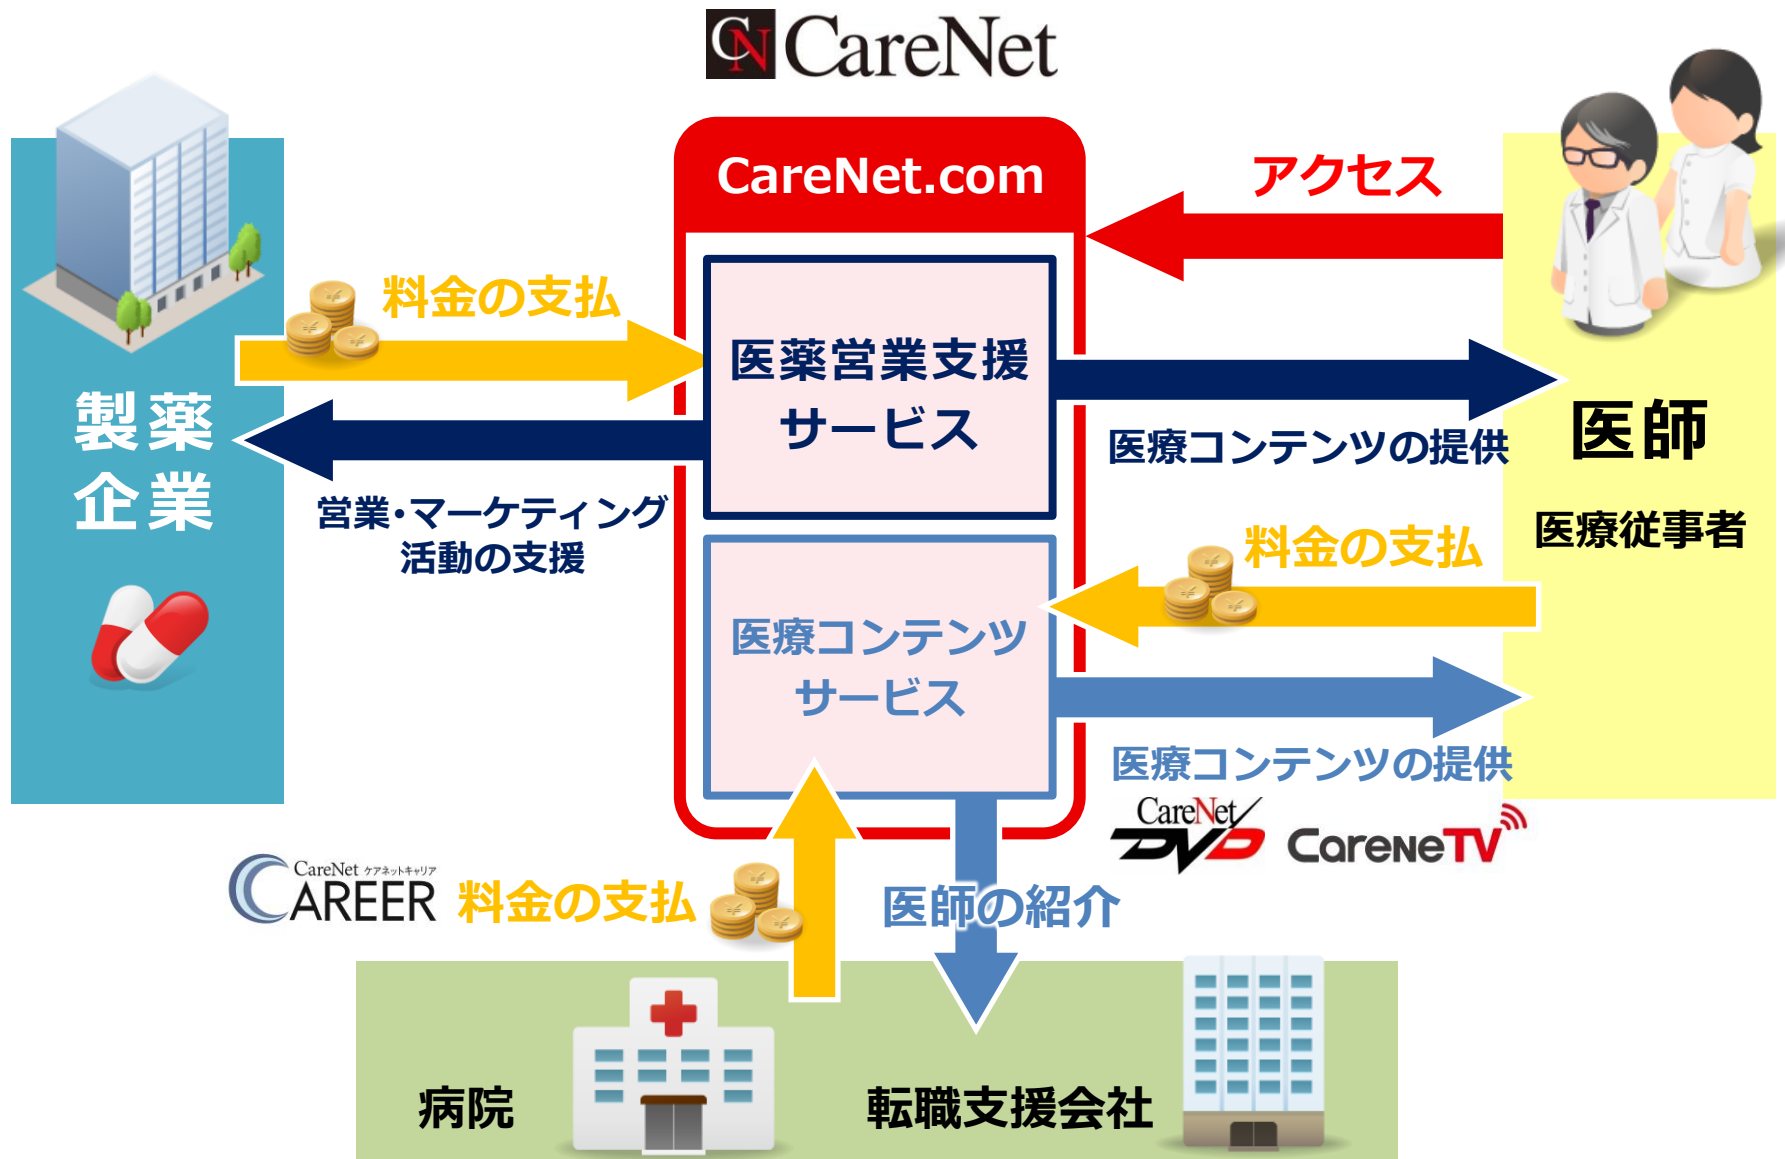 CN CareNet
CareNet.com
アクセス
料金の支払
医薬営業支援
サービス
製薬
企業
医師
医療コンテンツの提供
営業・マーケティング
活動の支援
医療従事者
料金の支払
医療コンテンツ
サービス
医療コンテンツの提供
CareNet
DVD
CareNeTV
CareNet ケアネットキャリア
CAREER
料金の支払
医師の紹介
病院
転職支援会社